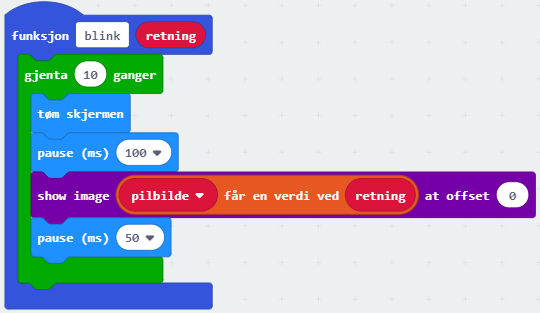 funksjon blink retning
gjenta 10 ganger
tøm skjermen
pause (ms) 100
show image pilbilde får en verdi ved retning at offset 0
pause (ms) 50